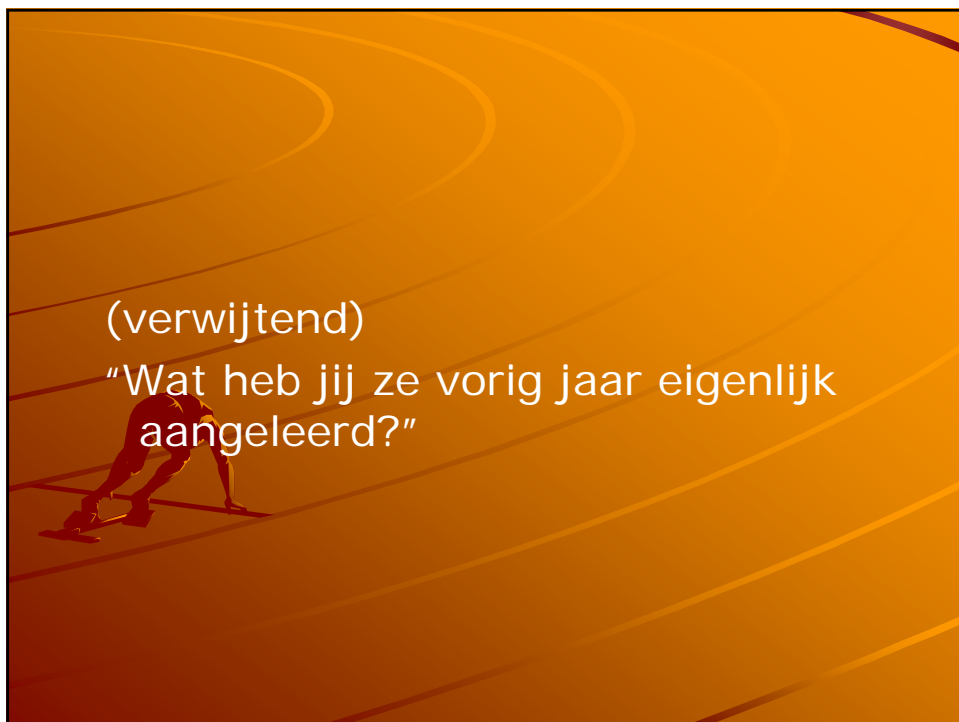 (verwijtend)
“Wat heb jij ze vorig jaar eigenlijk
aangeleerd?”